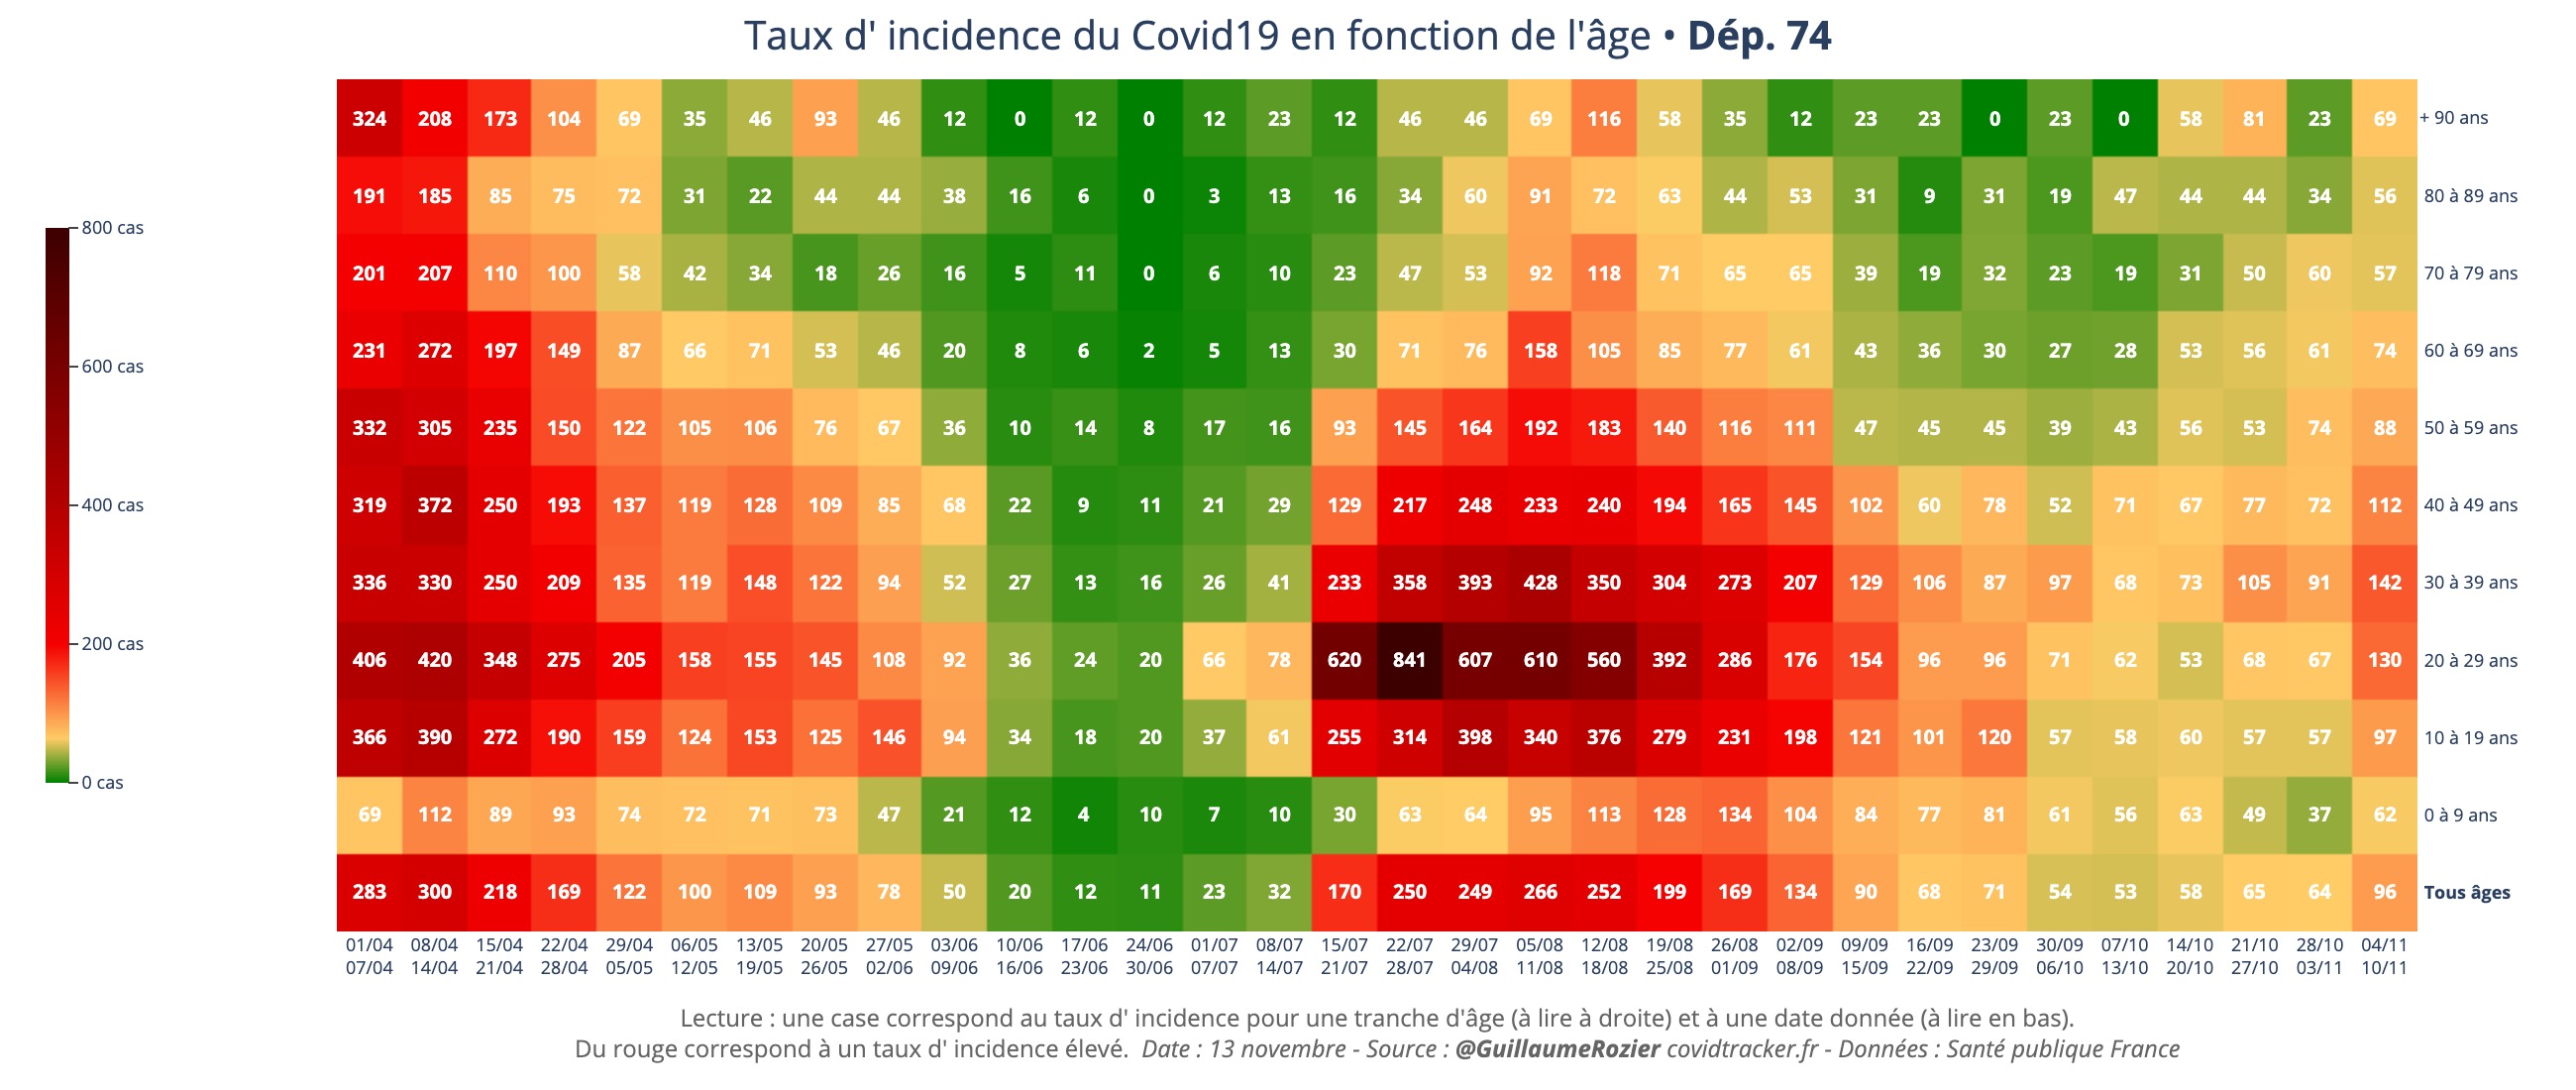 Taux d' incidence du Covid19 en fonction de l'âge • Dép. 74
800 cas
600 cas
400 cas
200 cas
0 cas
324 208 173 104 69 35 46 93 46 12 0 12 0 12 23 12 46 46 69 116 58 35 12 23 23 0 23 0 58 81 23 69 + 90 ans
191 185 85 75 72 31 22 44 44 38 16 6 0 3 13 16 34 60 91 72 63 44 53 31 9 31 19 47 44 44 34 56 80 à 89 ans
201 207 110 100 58 42 34 18 26 16 5 11 0 6 10 23 47 53 92 118 71 65 65 39 19 32 23 19 31 50 60 57 70 à 79 ans
231 272 197 149 87 66 71 53 46 20 8 6 2 5 13 30 71 76 158 105 85 77 61 43 36 30 27 28 53 56 61 74 60 à 69 ans
332 305 235 150 122 105 106 76 67 36 10 14 8 17 16 93 145 164 192 183 140 116 111 47 45 45 39 43 56 53 74 88 50 à 59 ans
319 372 250 193 137 119 128 109 85 68 22 9 11 21 29 129 217 248 233 240 194 165 145 102 60 78 52 71 67 77 72 112 40 à 49 ans
336 330 250 209 135 119 148 122 94 52 27 13 16 26 41 233 358 393 428 350 304 273 207 129 106 87 97 68 73 105 91 142 30 à 39 ans
406 420 348 275 205 158 155 145 108 92 36 24 20 66 78 620 841 607 610 560 392 286 176 154 96 96 71 62 53 68 67 130 20 à 29 ans
366 390 272 190 159 124 153 125 146 94 34 18 20 37 61 255 314 398 340 376 279 231 198 121 101 120 57 58 60 57 57 97 10 à 19 ans
69 112 89 93 74 72 71 73 47 21 12 4 10 7 10 30 63 64 95 113 128 134 104 84 77 81 61 56 63 49 37 62 0 à 9 ans
283 300 218 169 122 100 109 93 78 50 20 12 11 23 32 170 250 249 266 252 199 169 134 90 68 71 54 53 58 65 64 96 Tous âges
01/04 08/04 15/04 22/04 29/04 06/05 13/05 20/05 27/05 03/06 10/06 17/06 24/06 01/07 08/07 15/07 22/07 29/07 05/08 12/08 19/08 26/08 02/09 09/09 16/09 23/09 30/09 07/10 14/10 21/10 28/10 04/11
07/04 14/04 21/04 28/04 05/05 12/05 19/05 26/05 02/06 09/06 16/06 23/06 30/06 07/07 14/07 21/07 28/07 04/08 11/08 18/08 25/08 01/09 08/09 15/09 22/09 29/09 06/10 13/10 20/10 27/10 03/11 10/11
Lecture : une case correspond au taux d' incidence pour une tranche d'âge (à lire à droite) et à une date donnée (à lire en bas).
Du rouge correspond à un taux d' incidence élevé. Date : 13 novembre - Source : @GuillaumeRozier covidtracker.fr - Données : Santé publique France